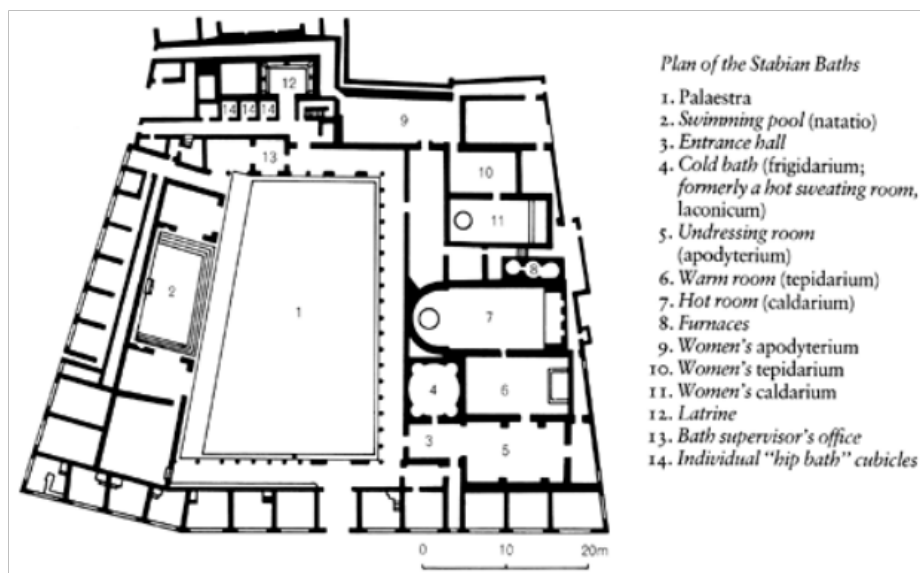 Plan of the Stabian Baths
1. Palaestra
2. Swimming pool (natatio)
3. Entrance hall
4. Cold bath (frigidarium;
formerly a hot sweating room,
laconicum)
5. Undressing room
(apodyterium)
6. Warm room (tepidarium)
7. Hot room (caldarium)
8. Furnaces
9. Women's apodyterium
10. Women's tepidarium
11. Women's caldarium
12. Latrine
13. Bath supervisor's office
14. Individual "hip bath" cubicles
12
14 14 14
9
13
10
11
8
2
1
7
4
6
3
5
0 10 20m